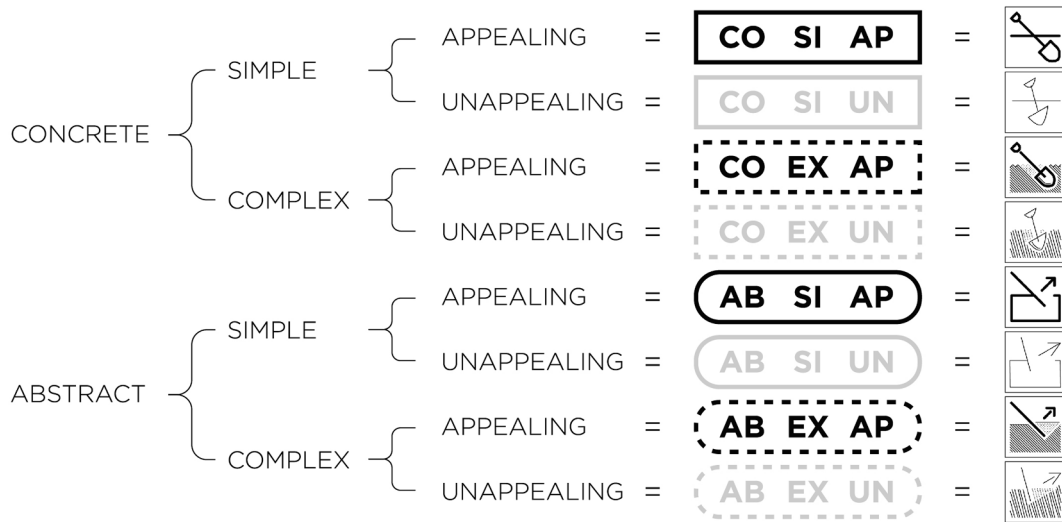 APPEALING = CO SI AP =
SIMPLE
UNAPPEALING = CO SI UN =
CONCRETE
APPEALING = CO EX AP =
COMPLEX
UNAPPEALING = CO EX UN =
APPEALING = AB SI AP =
SIMPLE
UNAPPEALING = AB SI UN =
ABSTRACT
APPEALING = AB EX AP =
COMPLEX
UNAPPEALING = AB EX UN =